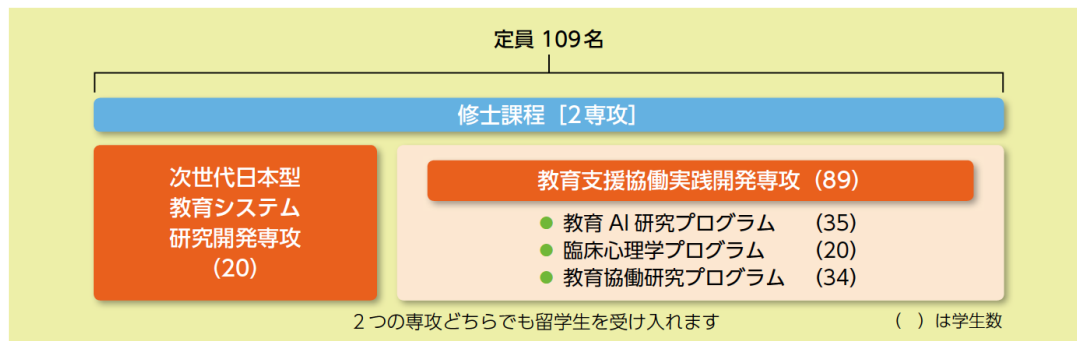 定員 109名
修士課程［2専攻］
次世代日本型
教育システム
研究開発専攻
(20)
教育支援協働実践開発専攻（89）
● 教育 AI 研究プログラム （35）
● 臨床心理学プログラム （20）
● 教育協働研究プログラム （34）
２つの専攻どちらでも留学生を受け入れます
（　）は学生数